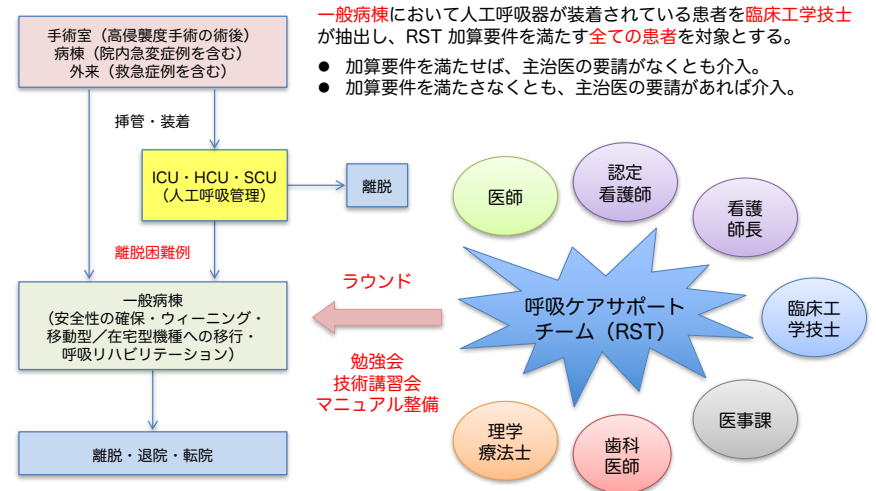 一般病棟において人工呼吸器が装着されている患者を臨床工学技士
が抽出し、RST 加算要件を満たす全ての患者を対象とする。
● 加算要件を満たせば、主治医の要請がなくとも介入。
● 加算要件を満たさなくとも、主治医の要請があれば介入。
手術室（高侵襲度手術の術後）
病棟（院内急変症例を含む）
外来（救急症例を含む）
挿管・装着
ICU・HCU・SCU
（人工呼吸管理）
離脱
離脱困難例
一般病棟
（安全性の確保・ウィーニング・
移動型／在宅型機種への移行・
呼吸リハビリテーション）
離脱・退院・転院
ラウンド
勉強会
技術講習会
マニュアル整備
呼吸ケアサポート
チーム（RST）
医師
認定
看護師
看護
師長
臨床工
学技士
医事課
歯科
医師
理学
療法士